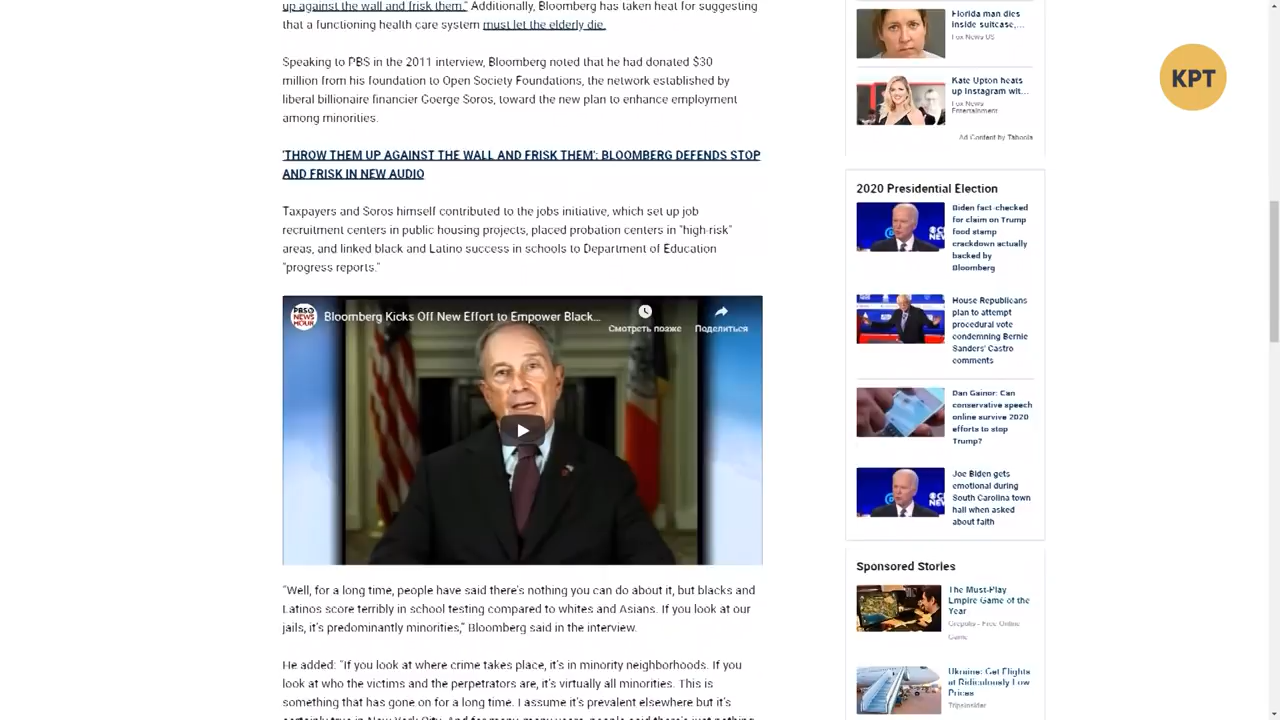 up against the wall and frisk them." Additionally, Bloomberg has taken heat for suggesting
that a functioning health care system must let the elderly die.
Speaking to PBS in the 2011 interview, Bloomberg noted that he had donated $30
million from his foundation to Open Society Foundations, the network established by
liberal billionaire financier George Soros, toward the new plan to enhance employment
among minorities.
'THROW THEM UP AGAINST THE WALL AND FRISK THEM': BLOOMBERG DEFENDS STOP
AND FRISK IN NEW AUDIO
Taxpayers and Soros himself contributed to the jobs initiative, which set up job
recruitment centers in public housing projects, placed probation centers in "high-risk"
areas, and linked black and Latino success in schools to Department of Education
"progress reports."
PBSO NEWS HOUR
Bloomberg Kicks Off New Effort to Empower Black...
Смотреть позже
Поделиться
"Well, for a long time, people have said there's nothing you can do about it, but blacks and
Latinos score terribly in school testing compared to whites and Asians. If you look at our
jails, it's predominantly minorities," Bloomberg said in the interview.
He added: "If you look at where crime takes place, it's in minority neighborhoods. If you
look who the victims and the perpetrators are, it's virtually all minorities. This is
something that has gone on for a long time. I assume it's prevalent elsewhere but it's
Florida man dies
inside suitcase,...
Fox News US
Kate Upton heats
up Instagram wit...
Fox News
Entertainment
Ad Content by Taboola
2020 Presidential Election
Biden fact-checked
for claim on Trump
food stamp
crackdown actually
backed by
Bloomberg
House Republicans
plan to attempt
procedural vote
condemning Bernie
Sanders' Castro
comments
Dan Gainor: Can
conservative speech
online survive 2020
efforts to stop
Trump?
Joe Biden gets
emotional during
South Carolina town
hall when asked
about faith
Sponsored Stories
The Must-Play
Empire Game of the
Year
Grepolis - Free Online
Game
Ukraine: Get Flights
at Ridiculously Low
Prices
TripsInsider
КРТ